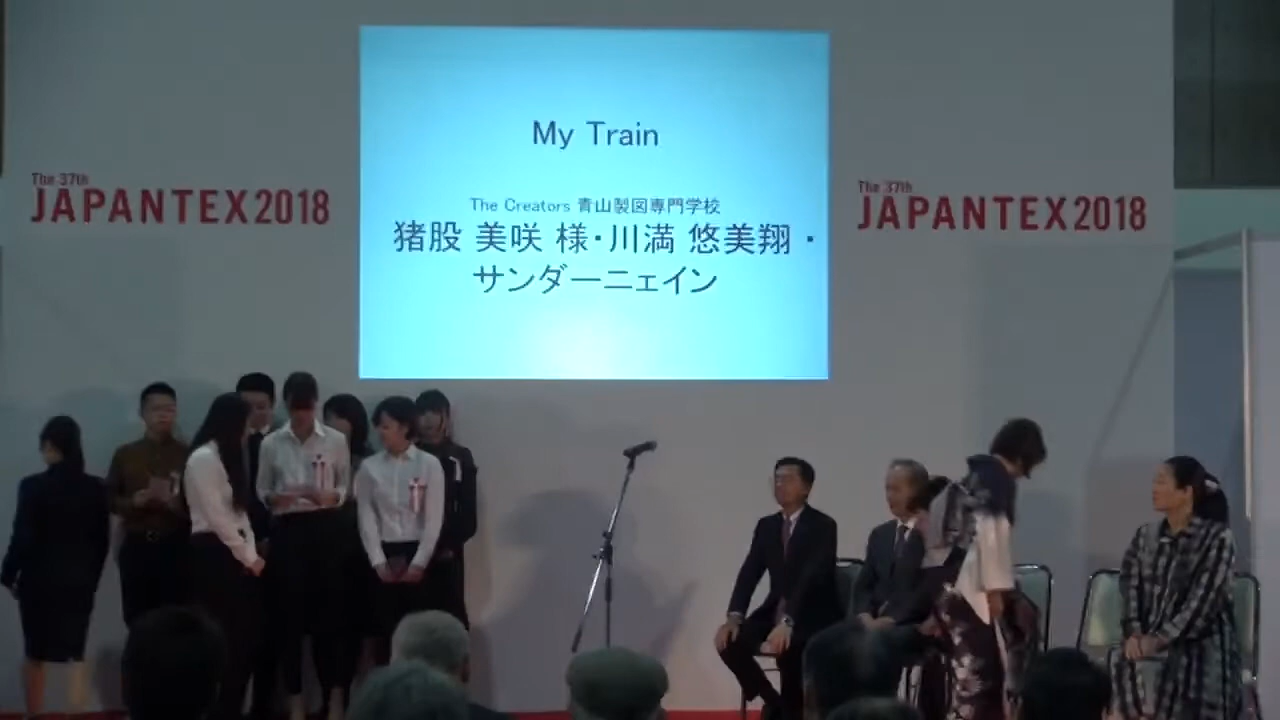 My Train
The Creators 青山製図専門学校
猪股 美咲 様・川満 悠美翔 ・
サンダーニェイン
The 37th
JAPANTEX2018
The 37th
JAPANTEX2018